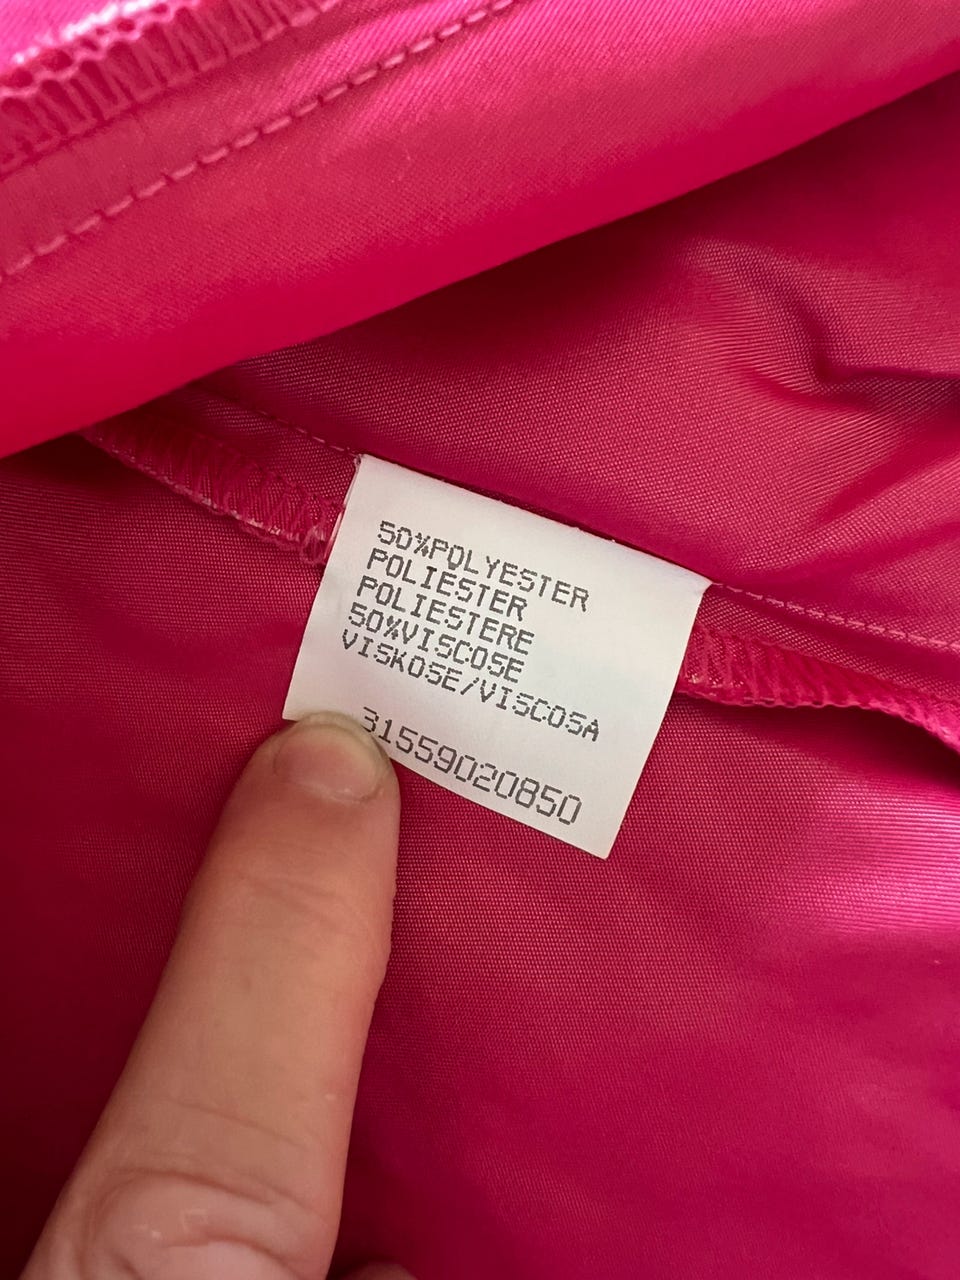 50%POLYESTER
POLIESTER
POLIESTERE
50%VISCOSE
VISKOSE/VISCOSA
31559020850